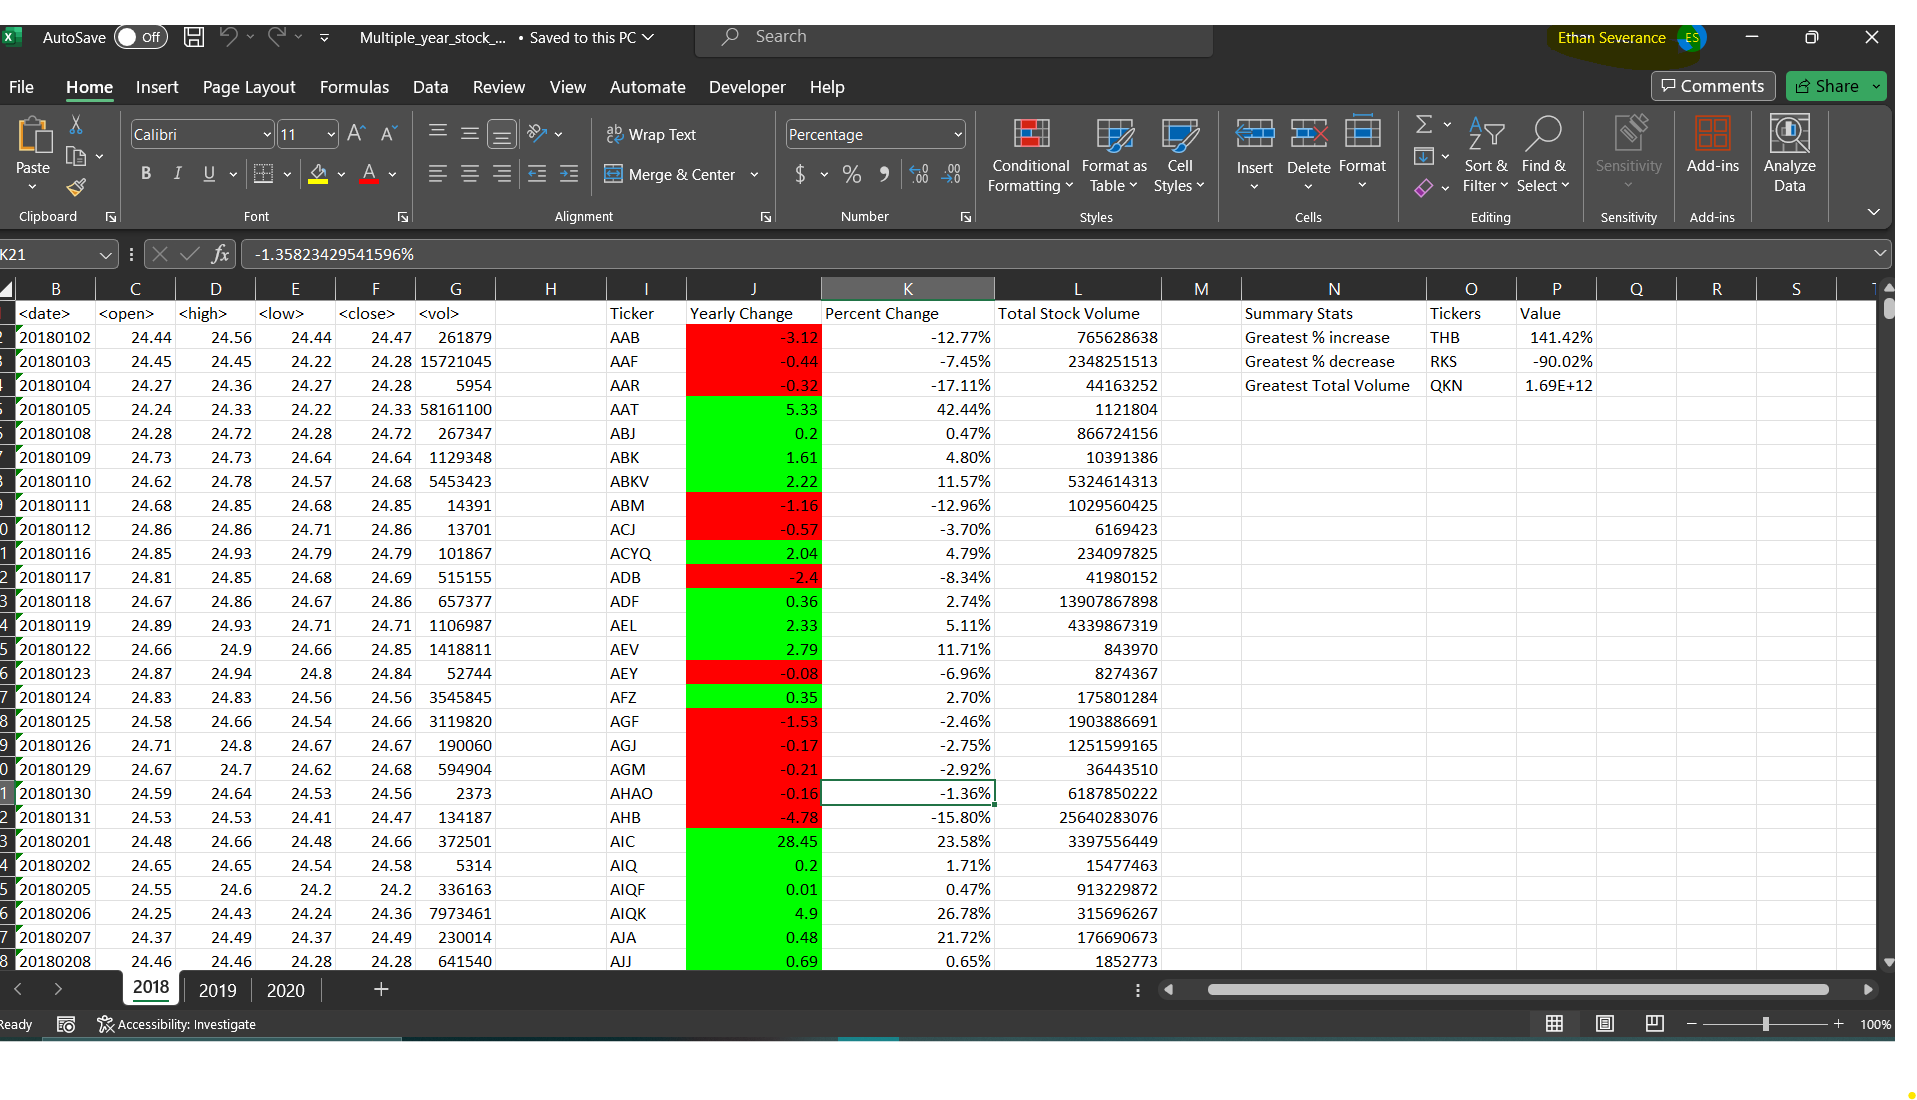 AutoSave Off Multiple_year_stock_... • Saved to this PC Search Ethan Severance ES
File Home Insert Page Layout Formulas Data Review View Automate Developer Help Comments Share
Paste Calibri 11 Wrap Text Merge & Center Percentage Conditional Formatting Format as Table Cell Styles Insert Delete Format Sort & Filter Find & Select Sensitivity Add-ins Analyze Data
Clipboard Font Alignment Number Styles Cells Editing Sensitivity Add-ins
K21 fx -1.35823429541596%
B C D E F G H I J K L M N O P Q R S
<date> <open> <high> <low> <close> <vol> Ticker Yearly Change Percent Change Total Stock Volume Summary Stats Tickers Value
20180102 24.44 24.56 24.44 24.47 261879 AAB -3.12 -12.77% 765628638 Greatest % increase THB 141.42%
20180103 24.45 24.45 24.22 24.28 15721045 AAF -0.44 -7.45% 2348251513 Greatest % decrease RKS -90.02%
20180104 24.27 24.36 24.27 24.28 5954 AAR -0.32 -17.11% 44163252 Greatest Total Volume QKN 1.69E+12
20180105 24.24 24.33 24.22 24.33 58161100 AAT 5.33 42.44% 1121804
20180108 24.28 24.72 24.28 24.72 267347 ABJ 0.2 0.47% 866724156
20180109 24.73 24.73 24.64 24.64 1129348 ABK 1.61 4.80% 10391386
20180110 24.62 24.78 24.57 24.68 5453423 ABKV 2.22 11.57% 5324614313
20180111 24.68 24.85 24.68 24.85 14391 ABM -1.16 -12.96% 1029560425
20180112 24.86 24.86 24.71 24.86 13701 ACJ -0.57 -3.70% 6169423
20180116 24.85 24.93 24.79 24.79 101867 ACYQ 2.04 4.79% 234097825
20180117 24.81 24.85 24.68 24.69 515155 ADB -2.4 -8.34% 41980152
20180118 24.67 24.86 24.67 24.86 657377 ADF 0.36 2.74% 13907867898
20180119 24.89 24.93 24.71 24.71 1106987 AEL 2.33 5.11% 4339867319
20180122 24.66 24.9 24.66 24.85 1418811 AEV 2.79 11.71% 843970
20180123 24.87 24.94 24.8 24.84 52744 AEY -0.08 -6.96% 8274367
20180124 24.83 24.83 24.56 24.56 3545845 AFZ 0.35 2.70% 175801284
20180125 24.58 24.66 24.54 24.66 3119820 AGF -1.53 -2.46% 1903886691
20180126 24.71 24.8 24.67 24.67 190060 AGJ -0.17 -2.75% 1251599165
20180129 24.67 24.7 24.62 24.68 594904 AGM -0.21 -2.92% 36443510
20180130 24.59 24.64 24.53 24.56 2373 AHAO -0.16 -1.36% 6187850222
20180131 24.53 24.53 24.41 24.47 134187 AHB -4.78 -15.80% 25640283076
20180201 24.48 24.66 24.48 24.66 372501 AIC 28.45 23.58% 3397556449
20180202 24.65 24.65 24.54 24.58 5314 AIQ 0.2 1.71% 15477463
20180205 24.55 24.6 24.2 24.2 336163 AIQF 0.01 0.47% 913229872
20180206 24.25 24.43 24.24 24.36 7973461 AIQK 4.9 26.78% 315696267
20180207 24.37 24.49 24.37 24.49 230014 AJA 0.48 21.72% 176690673
20180208 24.46 24.46 24.28 24.28 641540 AJJ 0.69 0.65% 1852773
2018 2019 2020
Ready Accessibility: Investigate 100%